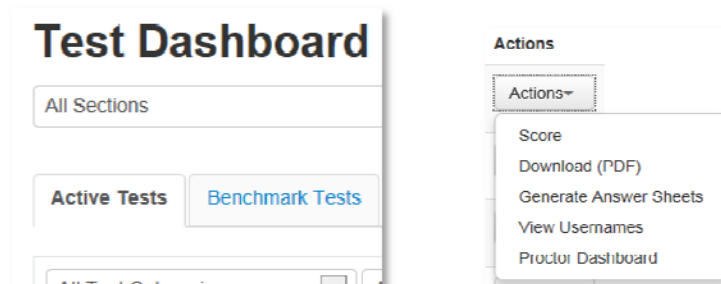 Test Dashboard
All Sections
Active Tests
Benchmark Tests
Actions
Actions
Score
Download (PDF)
Generate Answer Sheets
View Usernames
Proctor Dashboard